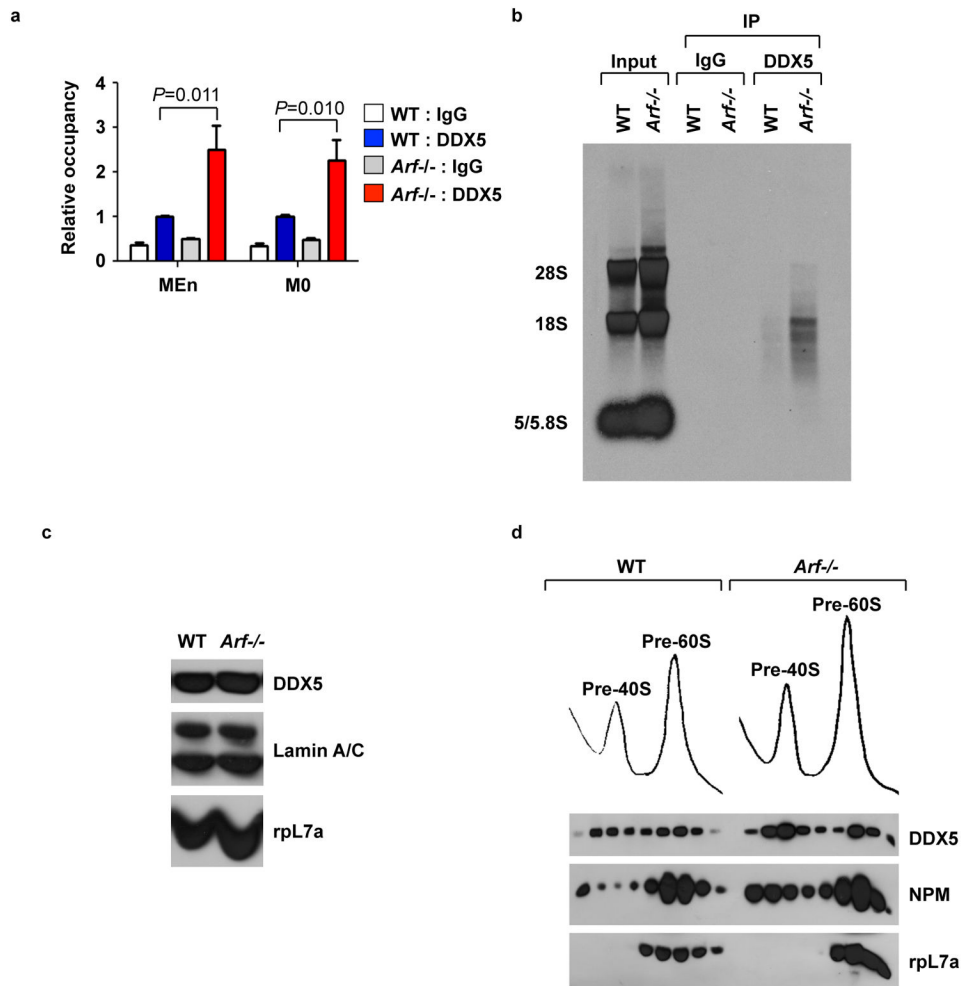 a
Relative occupancy
4
3
2
1
0
P=0.011
P=0.010
MEn
M0
WT : IgG
WT : DDX5
Arf-/- : IgG
Arf-/- : DDX5
b
IP
Input
IgG
DDX5
WT
Arf-/-
WT
Arf-/-
WT
Arf-/-
28S
18S
5/5.8S
c
WT
Arf-/-
DDX5
Lamin A/C
rpL7a
d
WT
Arf-/-
Pre-40S
Pre-60S
Pre-40S
Pre-60S
DDX5
NPM
rpL7a